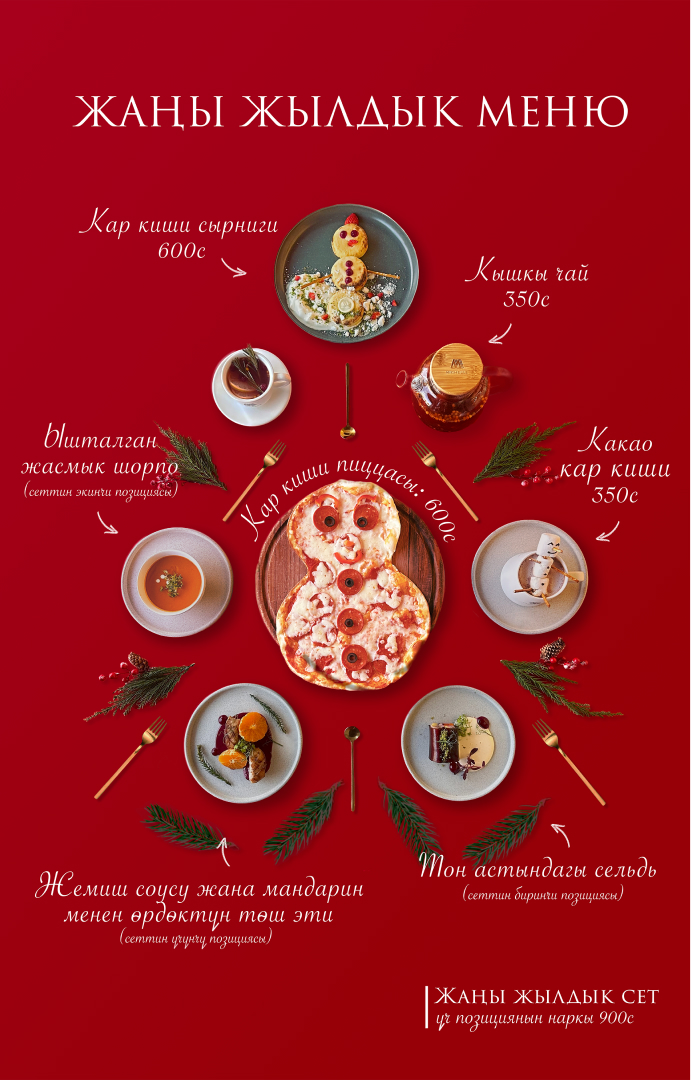 ЖАҢЫ ЖЫЛДЫК МЕНЮ
Кар киши сырниги
600с
Кышкы чай
350с
Ышталган
жасмык шорпо
(сеттин экинчи позициясы)
Какао
кар киши
350с
Кар киши пиццасы: 600с
Жемиш соусу жана мандарин
менен өрдөктүн төш эти
(сеттин үчүнчү позициясы)
Тон астындагы сельдь
(сеттин биринчи позициясы)
ЖАҢЫ ЖЫЛДЫК СЕТ
үч позициянын наркы 900с